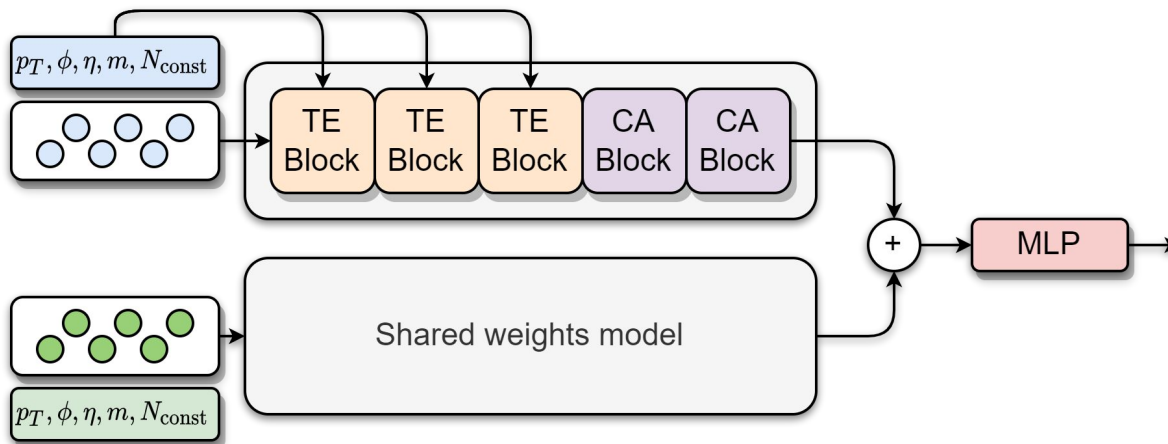 p_T, ϕ, η, m, N_const
TE Block
TE Block
TE Block
CA Block
CA Block
+
MLP
Shared weights model
p_T, ϕ, η, m, N_const